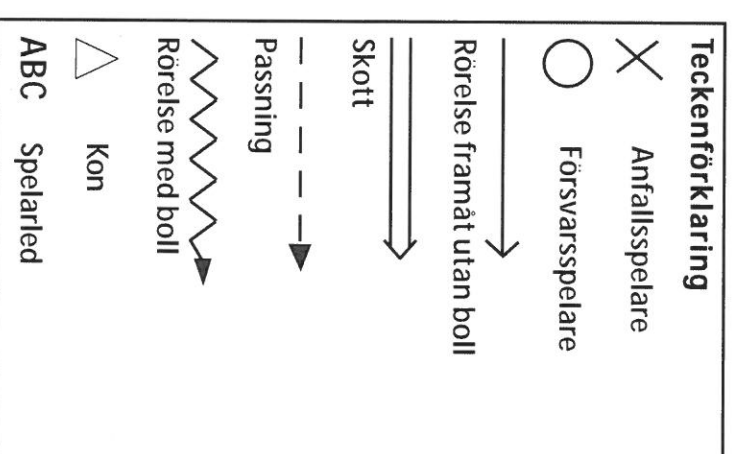 Teckenförklaring
Anfallsspelare
Försvarsspelare
Rörelse framåt utan boll
Skott
Passning
Rörelse med boll
Kon
ABC Spelarled